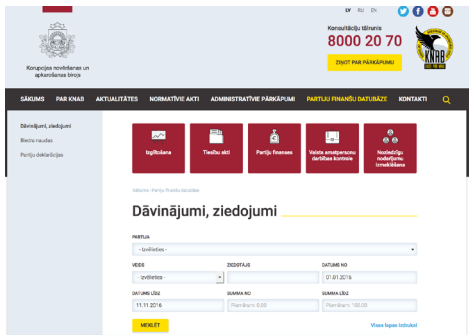 LV RU EN
Konsultāciju tālrunis
8000 20 70
ZIŅOT PAR PĀRKĀPUMU
KNAB
Korupcijas novēršanas un
apkarošanas birojs
SĀKUMS PAR KNAB AKTUALITĀTES NORMATĪVIE AKTI ADMINISTRATĪVIE PĀRKĀPUMI PARTIJU FINANŠU DATUBĀZE KONTAKTI
Dāvinājumi, ziedojumi
Biedru naudas
Partiju deklarācijas
Izglītošana
Tiesību akti
Partiju finanses
Valsts amatpersonu
darbības kontrole
Noziedzīgu
nodarījumu
izmeklēšana
Sākums › Partiju finanšu datubāze
Dāvinājumi, ziedojumi
PARTIJA
- Izvēlieties -
VEIDS ZIEDOTĀJS DATUMS NO
- Izvēlieties - 01.01.2016
DATUMS LĪDZ SUMMA NO SUMMA LĪDZ
11.11.2016 Piemēram: 0.00 Piemēram: 100.00
MEKLĒT
Visas lapas izdrukai